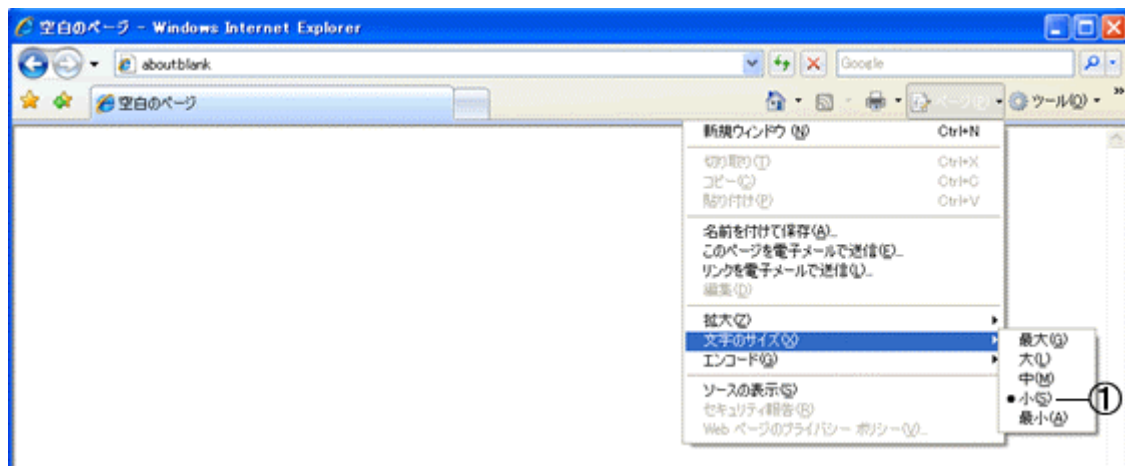 空白のページ - Windows Internet Explorer
about:blank
Google
空白のページ
ページ(P)
ツール(O)
»
新規ウィンドウ (N) Ctrl+N
切り取り(T) Ctrl+X
コピー(C) Ctrl+C
貼り付け(P) Ctrl+V
名前を付けて保存(A)...
このページを電子メールで送信(E)...
リンクを電子メールで送信(L)...
編集(D)
拡大(Z)
文字のサイズ(X)
エンコード(G)
ソースの表示(S)
セキュリティ報告(R)
Web ページのプライバシー ポリシー(V)...
最大(G)
大(L)
中(M)
小(S) ①
最小(A)